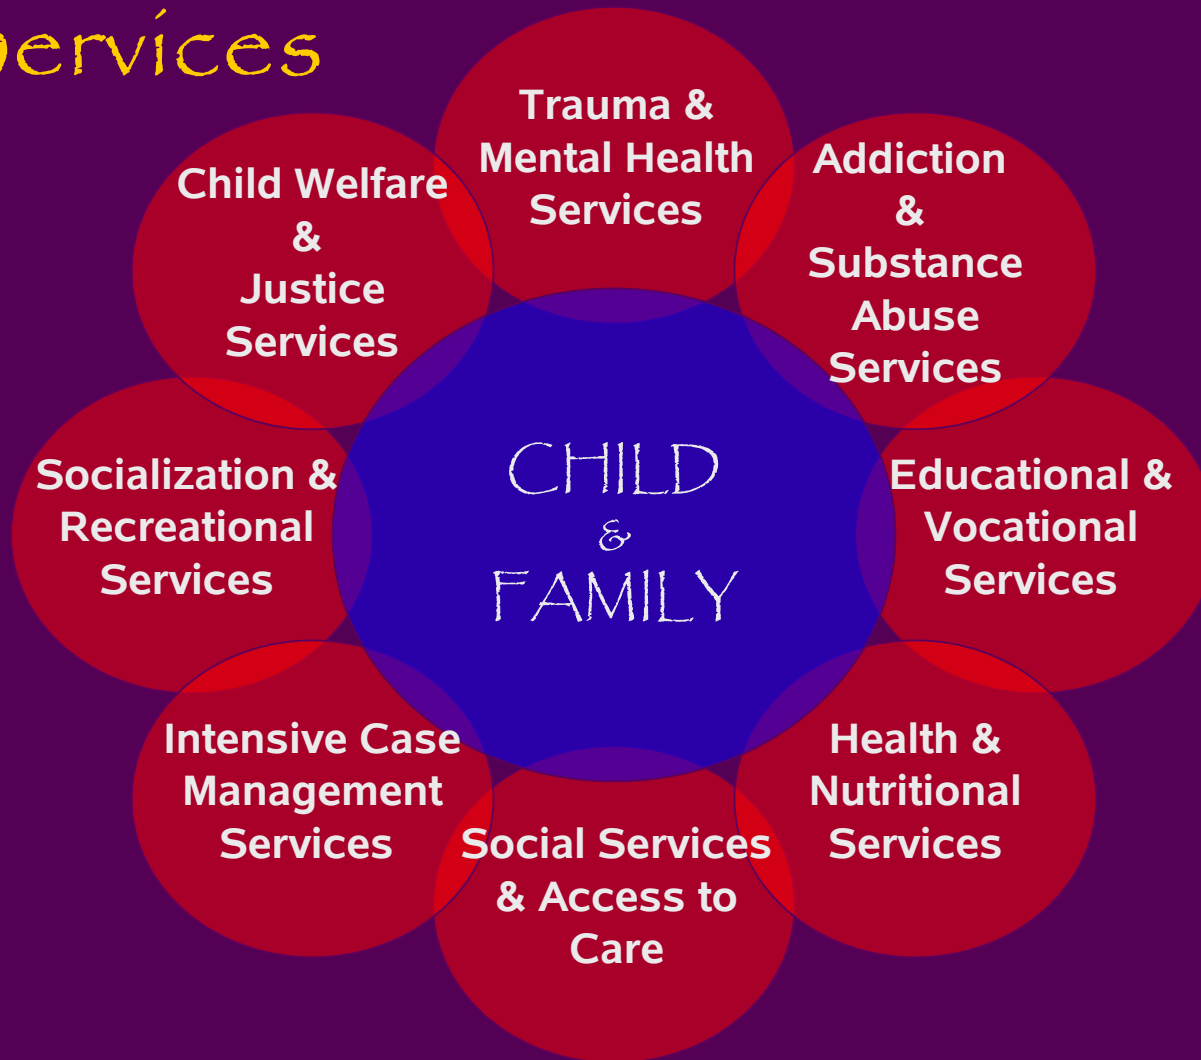 Services
Trauma &
Mental Health
Services
Addiction
&
Substance
Abuse
Services
Educational &
Vocational
Services
Health &
Nutritional
Services
Social Services
& Access to
Care
Intensive Case
Management
Services
Socialization &
Recreational
Services
Child Welfare
&
Justice
Services
CHILD
&
FAMILY